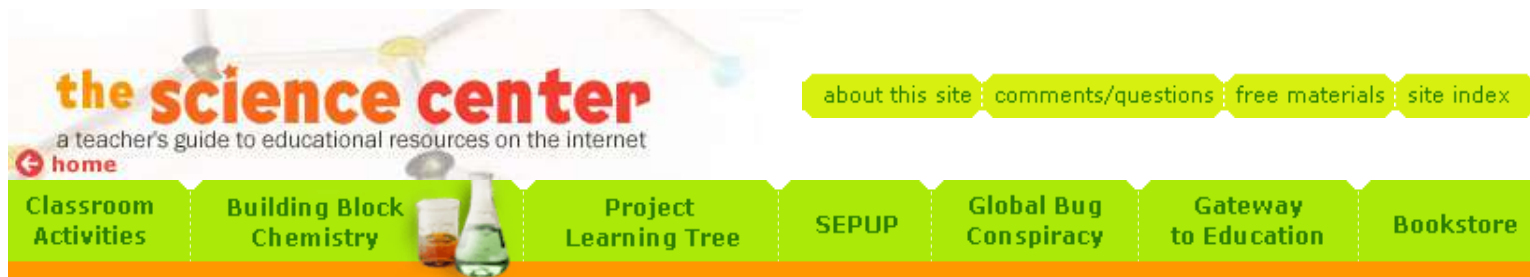 the science center
a teacher's guide to educational resources on the internet
home
about this site
comments/questions
free materials
site index
Classroom
Activities
Building Block
Chemistry
Project
Learning Tree
SEPUP
Global Bug
Conspiracy
Gateway
to Education
Bookstore